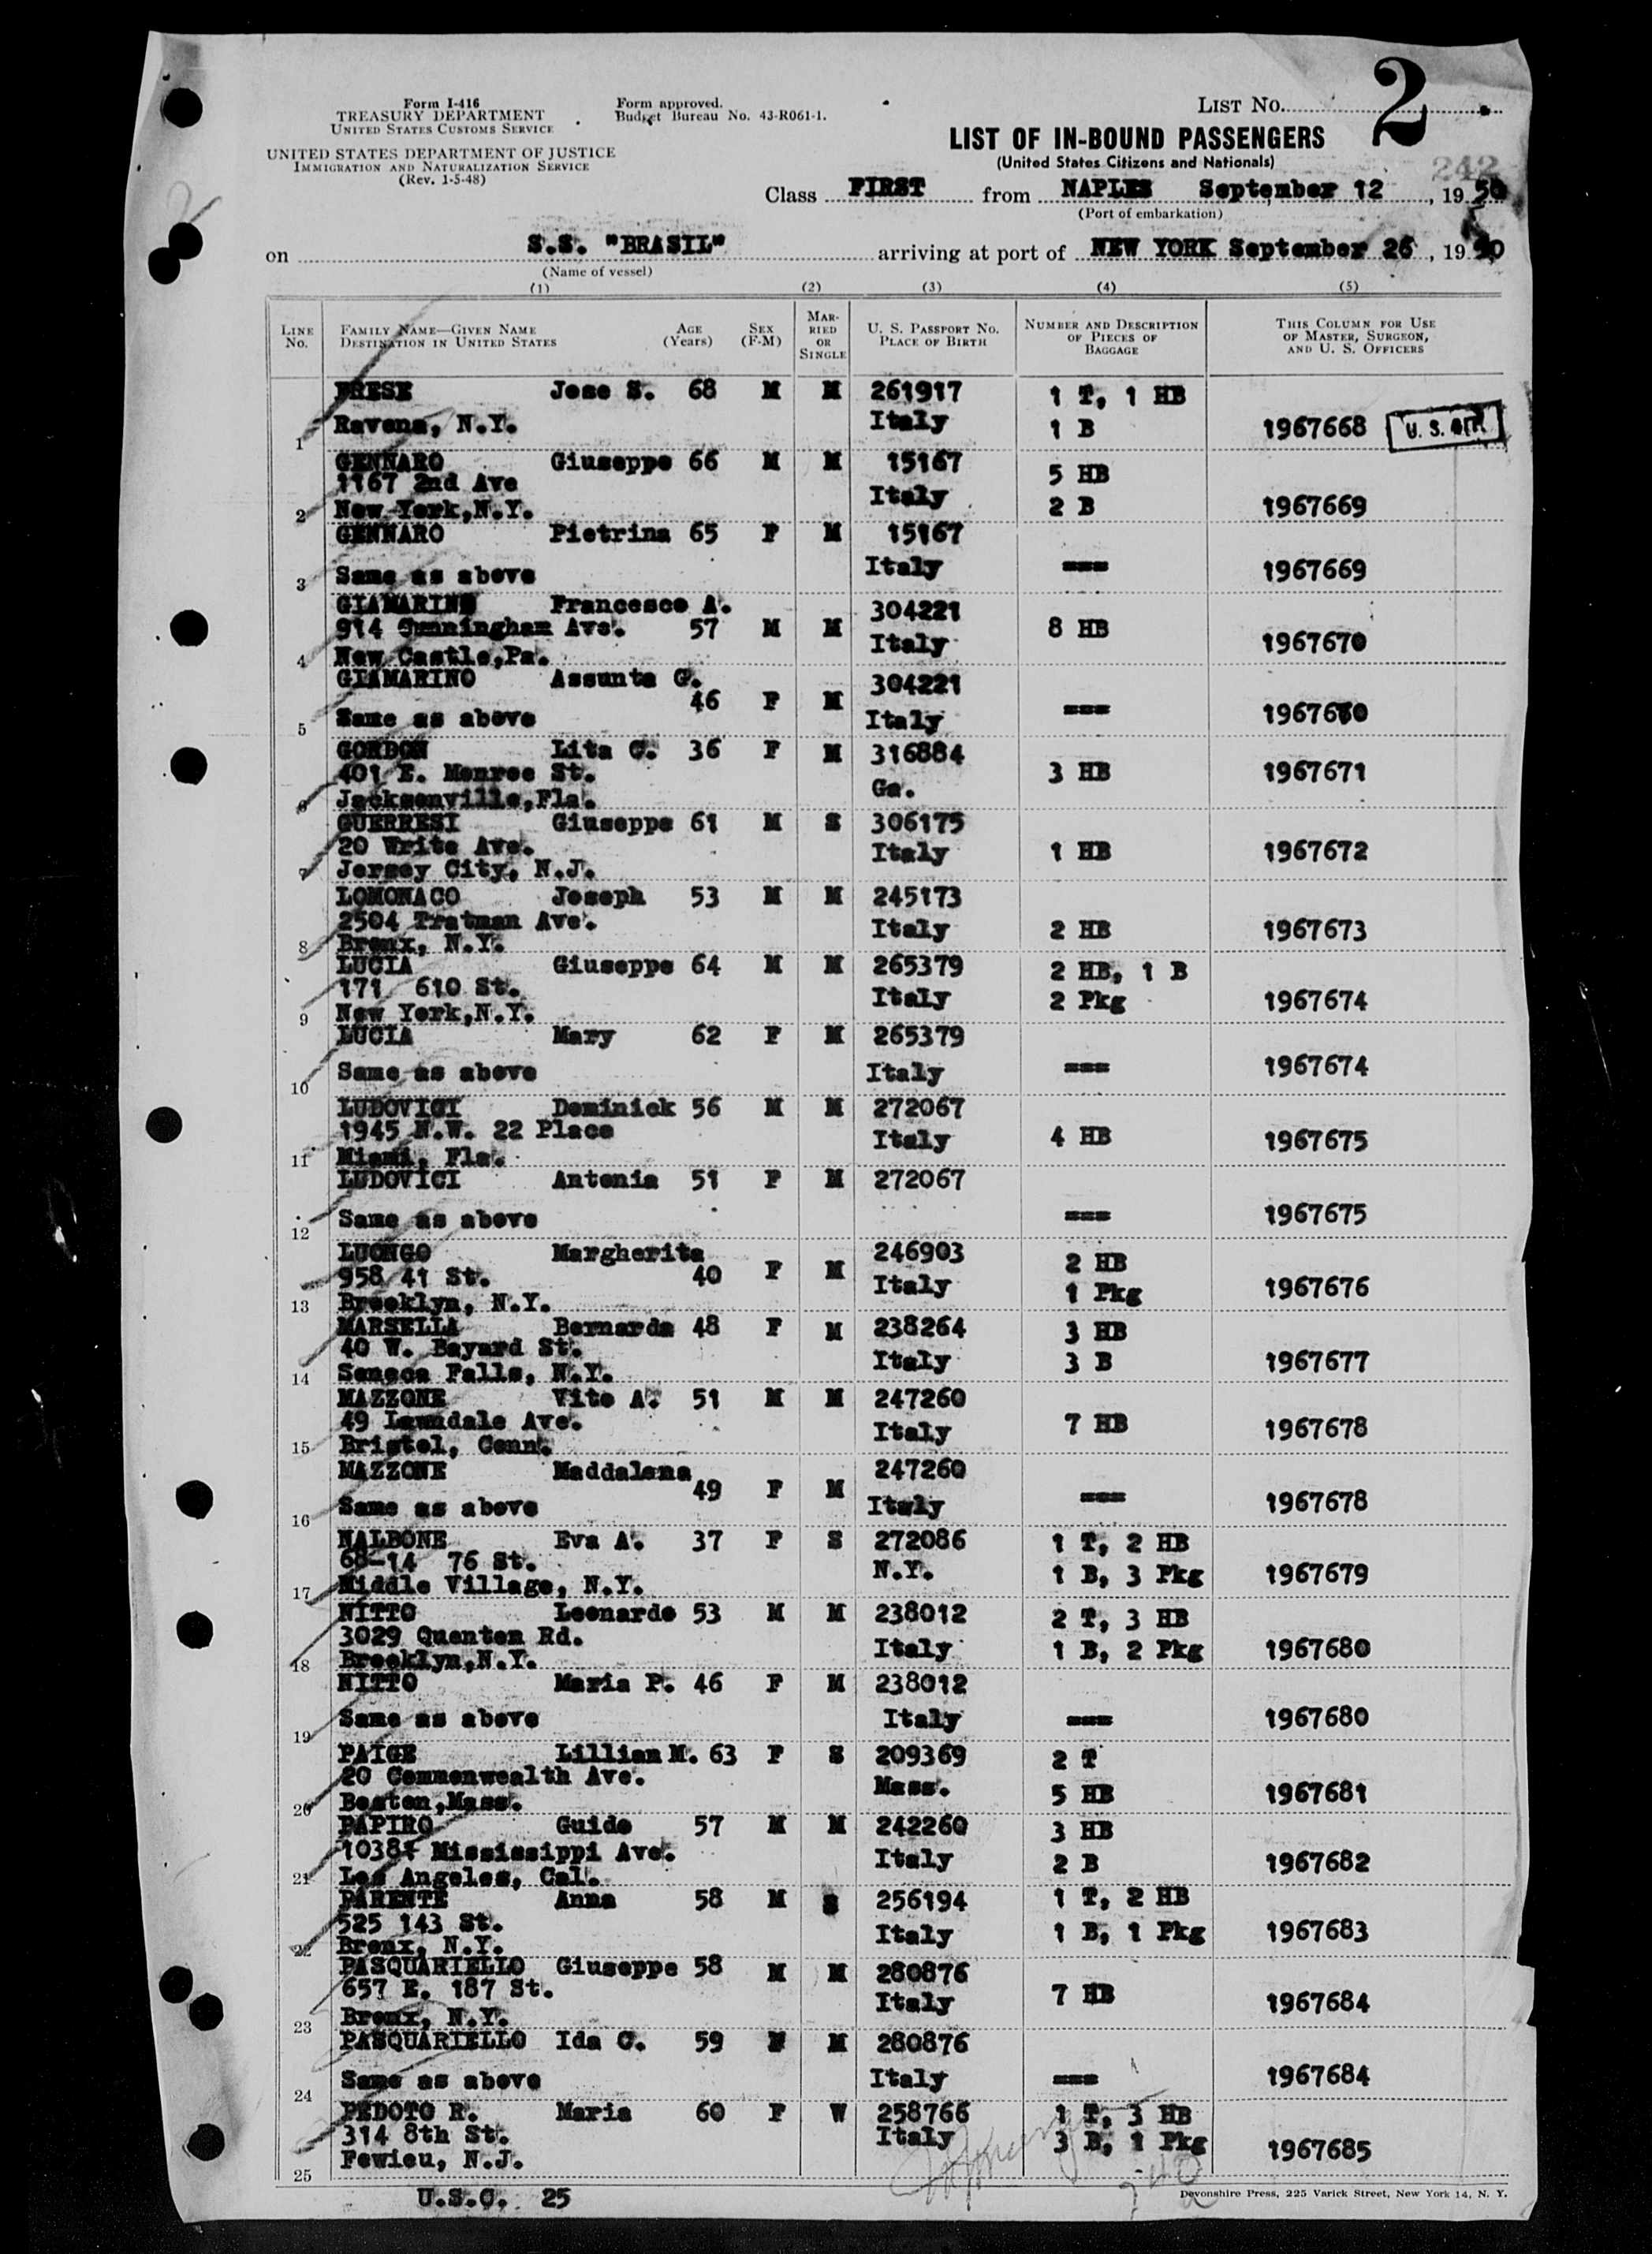 Form I-416
TREASURY DEPARTMENT
UNITED STATES CUSTOMS SERVICE
UNITED STATES DEPARTMENT OF JUSTICE
IMMIGRATION AND NATURALIZATION SERVICE
(Rev. 1-5-48)
Form approved.
Budget Bureau No. 43-R061-1.
LIST NO. 2
LIST OF IN-BOUND PASSENGERS
(United States Citizens and Nationals)
242
Class FIRST from NAPLES September 12, 1950
(Port of embarkation)
on S.S. "BRASIL" arriving at port of NEW YORK September 26, 1950
(Name of vessel)
(1) (2) (3) (4) (5)
LINE No. FAMILY NAME—GIVEN NAME DESTINATION IN UNITED STATES AGE (Years) SEX (F-M) MARRIED OR SINGLE U. S. PASSPORT NO. PLACE OF BIRTH NUMBER AND DESCRIPTION OF PIECES OF BAGGAGE THIS COLUMN FOR USE OF MASTER, SURGEON, AND U. S. OFFICERS
Jose S. 68 M M 261917 1 T, 1 HB
Ravena, N.Y. Italy 1 B 1967668 U. S. CIT.
1
GENNARO Giuseppe 66 M M 15167 5 HB
1167 2nd Ave Italy
2 New York, N.Y. 2 B 1967669
GENNARO Pietrina 65 F M 15167
3 Same as above Italy --- 1967669
GIAMARINO Francesco A. 304221
914 Cunningham Ave. 57 M M Italy 8 HB 1967670
4 New Castle, Pa.
GIAMARINO Assunta G. 304221
46 F M --- 1967670
5 Same as above Italy
GORDON Lita C. 36 F M 316884
401 E. Monroe St. Ga. 3 HB 1967671
6 Jacksonville, Fla.
GUERRESI Giuseppe 61 M S 306175
20 Write Ave. Italy 1 HB 1967672
7 Jersey City, N.J.
LOMONACO Joseph 53 M M 245173
2504 Tratman Ave. Italy 2 HB 1967673
8 Bronx, N.Y.
LUCIA Giuseppe 64 M M 265379 2 HB, 1 B
171 610 St. Italy 2 Pkg 1967674
9 New York, N.Y.
LUCIA Mary 62 F M 265379
10 Same as above Italy --- 1967674
LUDOVICI Dominick 56 M M 272067
1945 N.W. 22 Place Italy 4 HB 1967675
11 Miami, Fla.
LUDOVICI Antonia 51 F M 272067
12 Same as above --- 1967675
LUONGO Margherita 246903 2 HB
958 41 St. 40 F M Italy 1 Pkg 1967676
13 Brooklyn, N.Y.
MARSELLA Bernarda 48 F M 238264 3 HB
40 W. Bayard St. Italy 3 B 1967677
14 Seneca Falls, N.Y.
MAZZONE Vito A. 51 M M 247260
49 Lawndale Ave. Italy 7 HB 1967678
15 Bristol, Conn.
MAZZONE Maddalena 247260
49 F M --- 1967678
16 Same as above Italy
NALBONE Eva A. 37 F S 272086 1 T, 2 HB
68-14 76 St. N.Y. 1 B, 3 Pkg 1967679
17 Middle Village, N.Y.
NITTO Leonardo 53 M M 238012 2 T, 3 HB
3029 Quenten Rd. Italy 1 B, 2 Pkg 1967680
18 Brooklyn, N.Y.
NITTO Maria P. 46 F M 238012
19 Same as above Italy --- 1967680
PAIGE Lillian M. 63 F S 209369 2 T
20 Commonwealth Ave. Mass. 5 HB 1967681
20 Boston, Mass.
PAPIRO Guido 57 M M 242260 3 HB
Mississippi Ave. Italy 2 B 1967682
21 Los Angeles, Cal.
PARENTE Anna 58 M S 256194 1 T, 2 HB
525 143 St. Italy 1 B, 1 Pkg 1967683
22 Bronx, N.Y.
PASQUARIELLO Giuseppe 58 M M 280876
657 E. 187 St. Italy 7 HB 1967684
23 Bronx, N.Y.
PASQUARIELLO Ida C. 59 M 280876
24 Same as above Italy --- 1967684
PEDOTO R. Maria 60 F W 258766 1 T, 3 HB
314 8th St. Italy 3 B, 1 Pkg 1967685
25 Fewieu, N.J.
U.S.C. 25
Devonshire Press, 225 Varick Street, New York 14, N. Y.